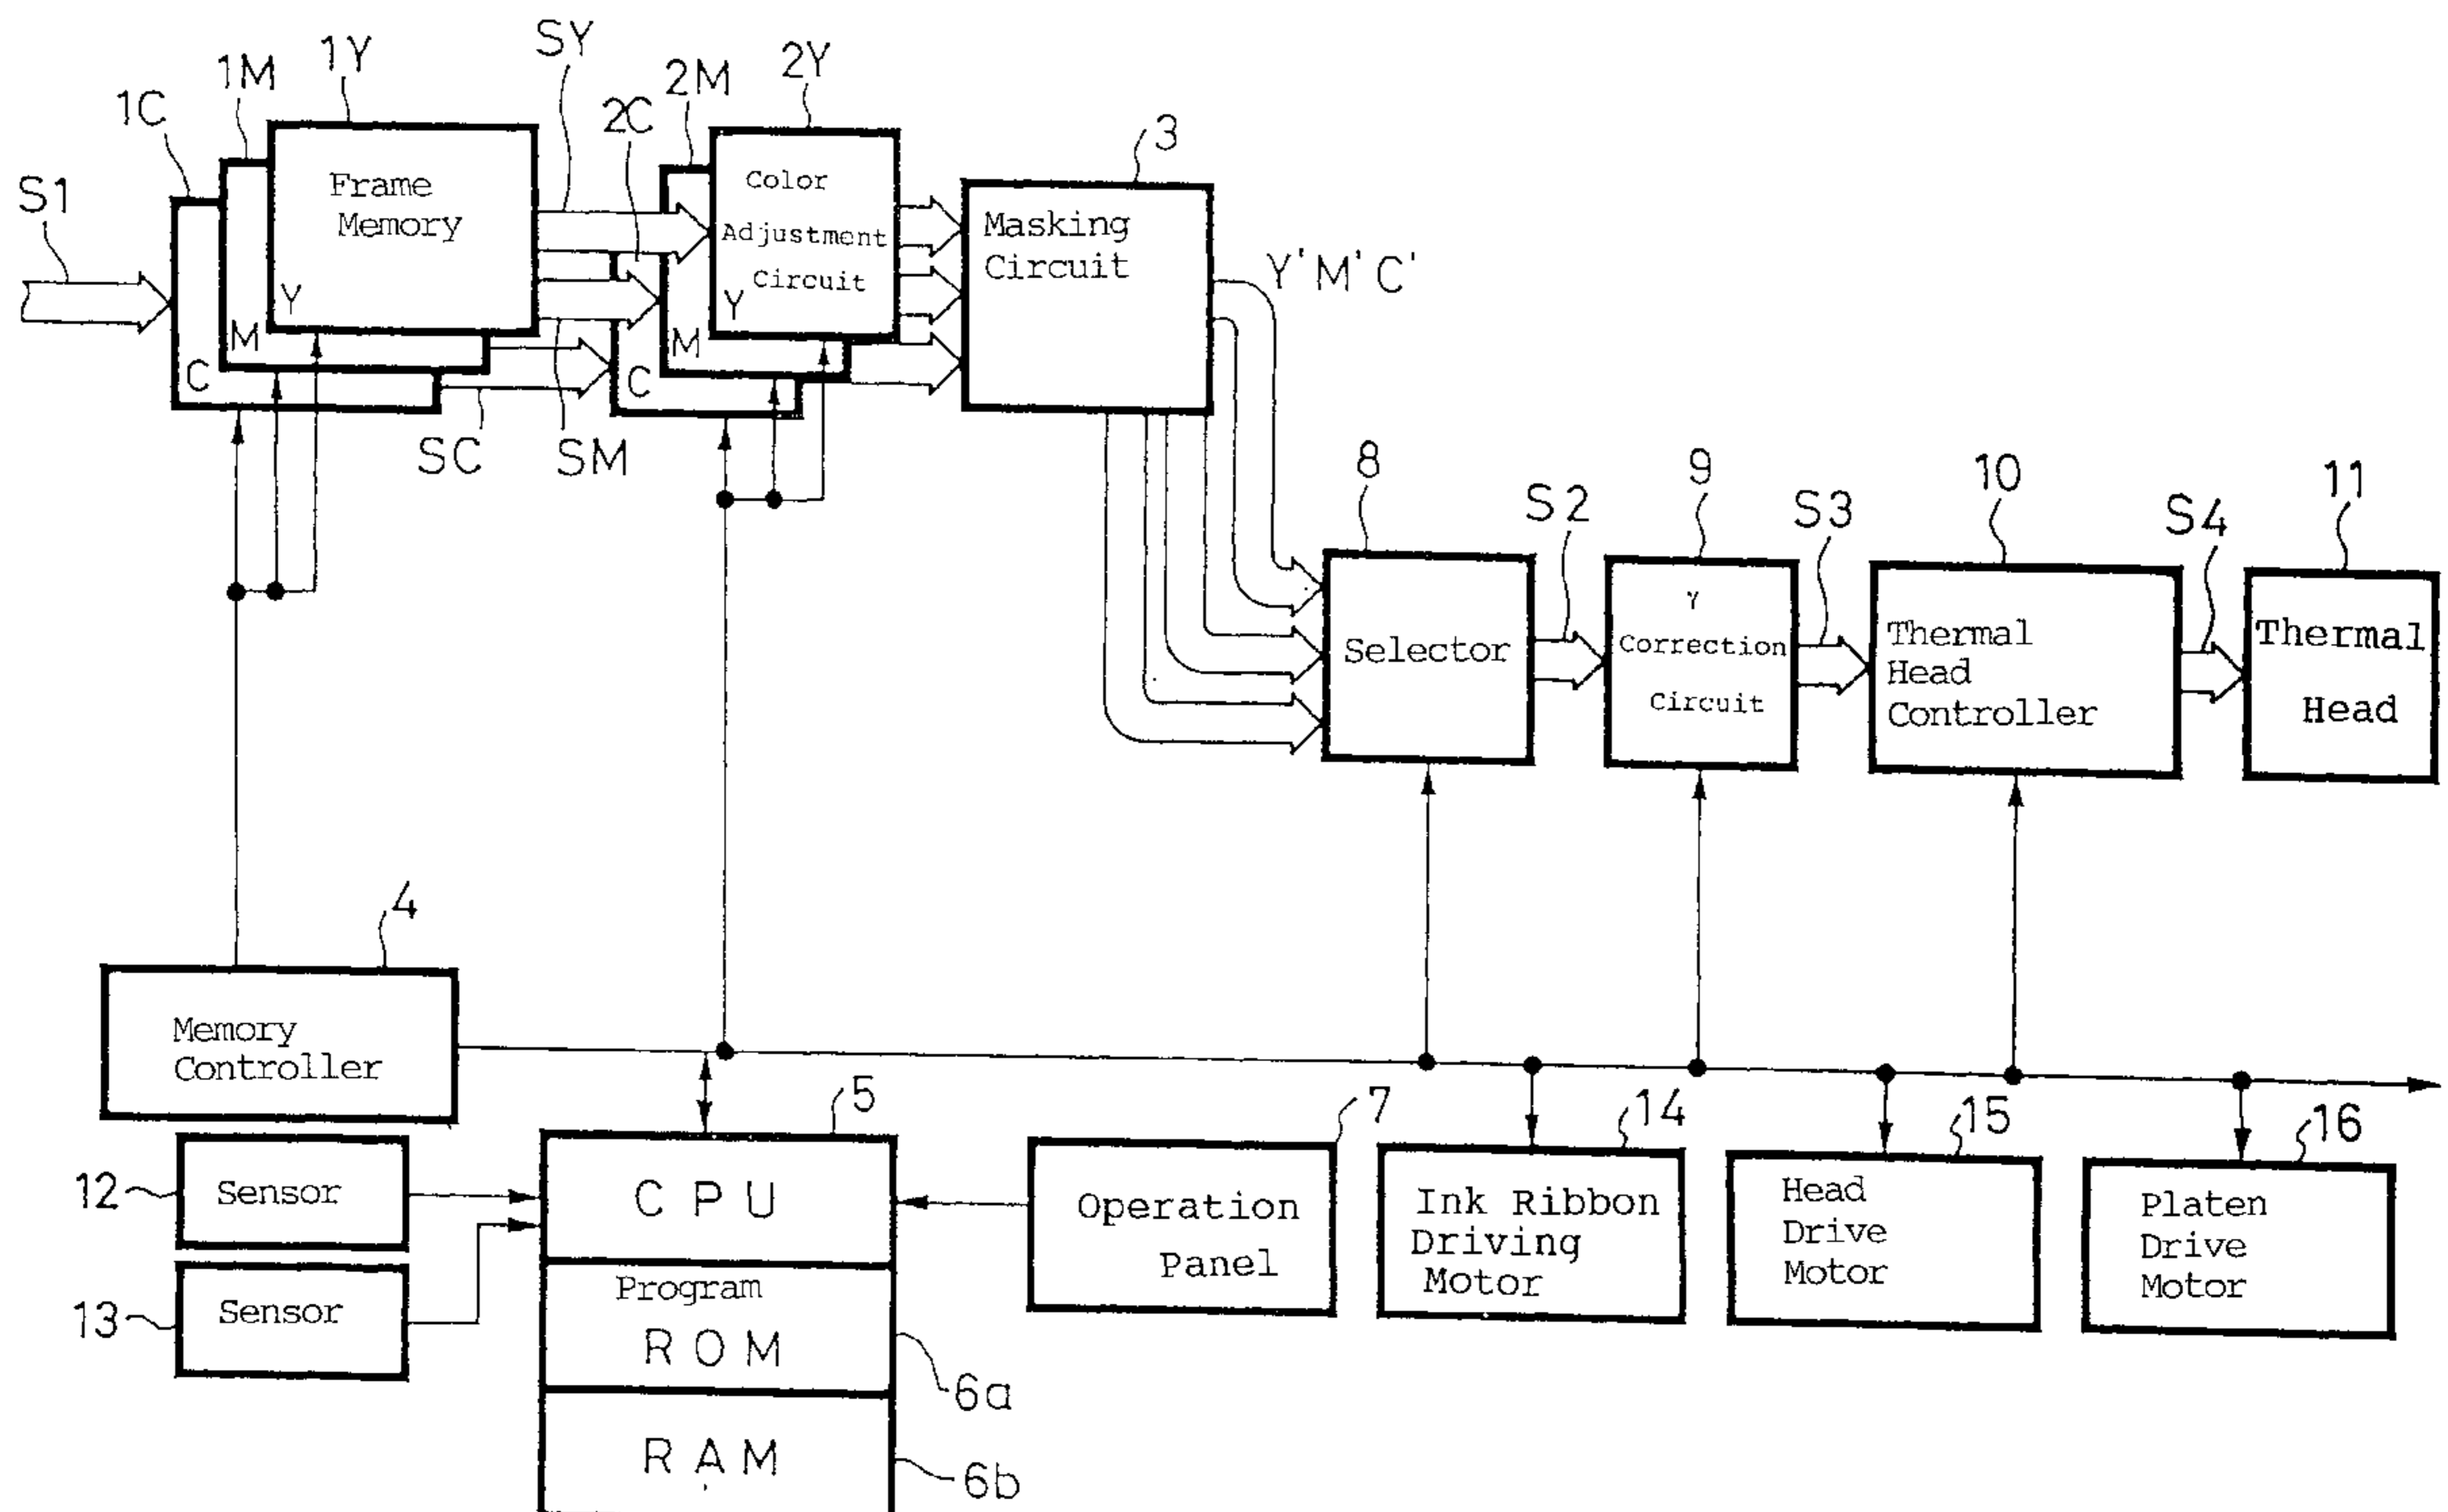 1C
1M
1Y
SY
2C
2M
2Y
3
S1
Frame
Memory
Y
M
C
Color
Adjustment
Circuit
Y
M
C
Masking
Circuit
Y'M'C'
SC
SM
8
S2
9
S3
10
S4
11
Selector
γ
Correction
Circuit
Thermal
Head
Controller
Thermal
Head
4
Memory
Controller
5
7
14
15
16
12
Sensor
13
Sensor
CPU
Program
ROM
6a
RAM
6b
Operation
Panel
Ink Ribbon
Driving
Motor
Head
Drive
Motor
Platen
Drive
Motor